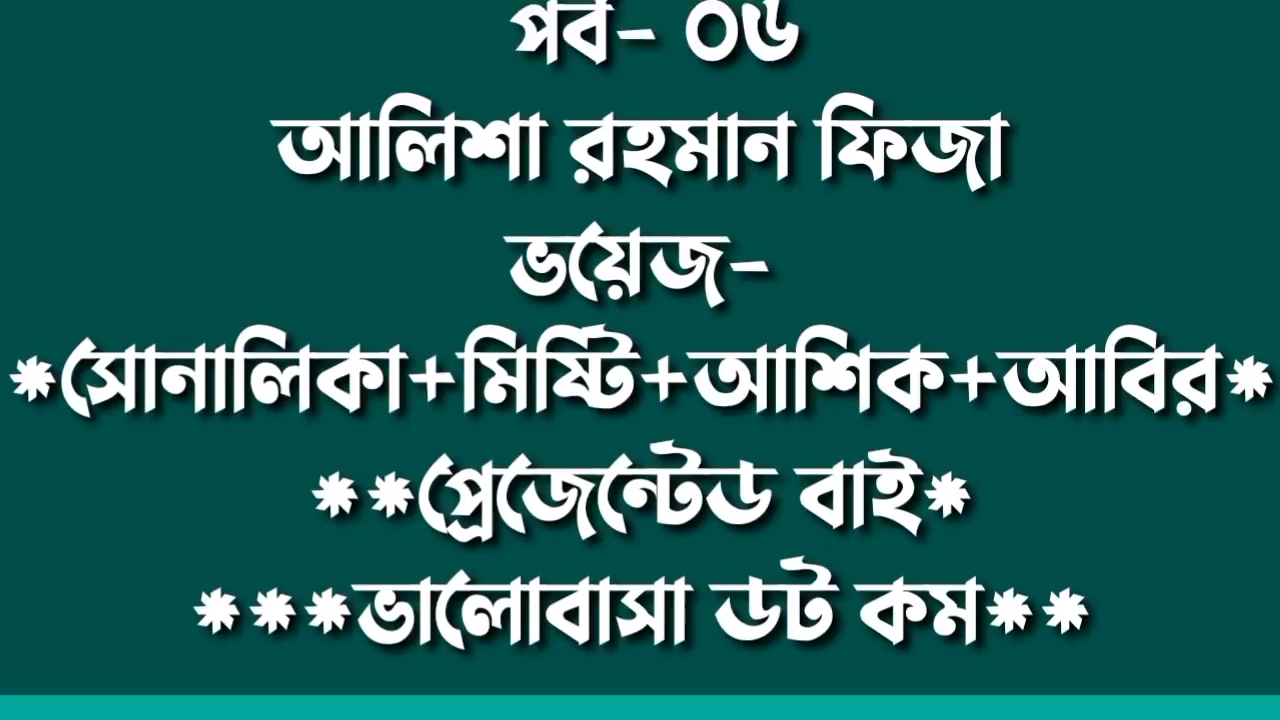 পর্ব- ০৬
আলিশা রহমান ফিজা
ভয়েজ-
*সোনালিকা+মিষ্টি+আশিক+আবির*
**প্রেজেন্টেড বাই*
***ভালোবাসা ডট কম**